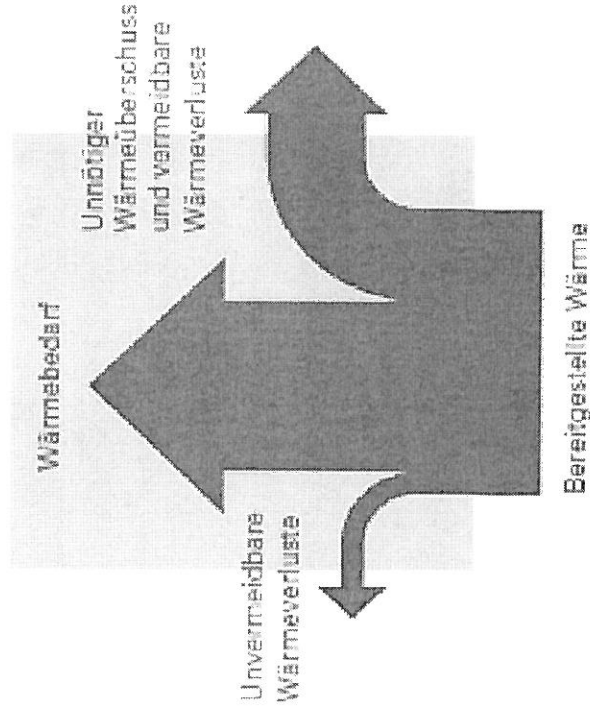 Wärmebedarf
Unnötiger
Wärmeüberschuss
und vermeidbare
Wärmeverluste
Unvermeidbare
Wärmeverluste
Bereitgestellte Wärme